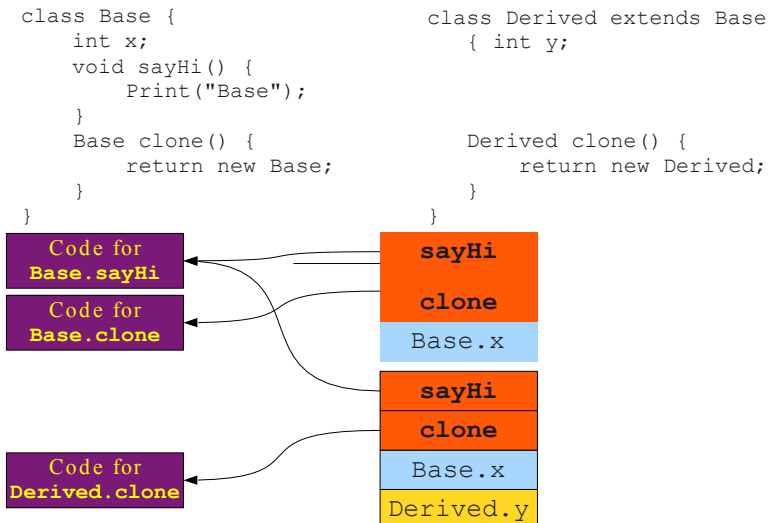 class Base {
int x;
void sayHi() {
Print("Base");
}
Base clone() {
return new Base;
}
}
class Derived extends Base
{ int y;
Derived clone() {
return new Derived;
}
}
Code for
Base.sayHi
Code for
Base.clone
Code for
Derived.clone
sayHi
clone
Base.x
sayHi
clone
Base.x
Derived.y